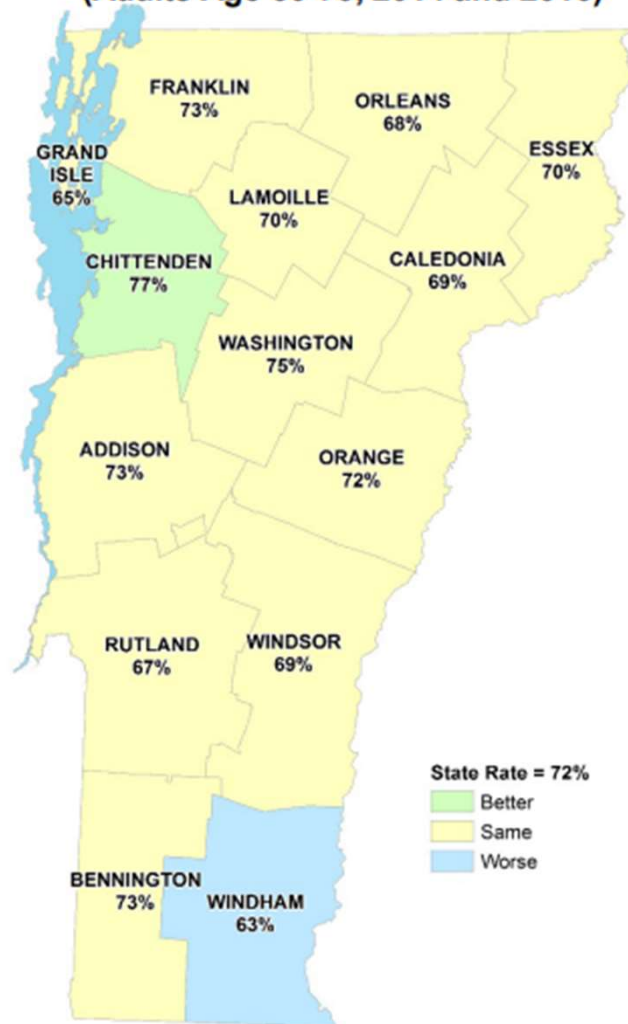 FRANKLIN
73%
ORLEANS
68%
ESSEX
70%
GRAND
ISLE
65%
LAMOILLE
70%
CHITTENDEN
77%
CALEDONIA
69%
WASHINGTON
75%
ADDISON
73%
ORANGE
72%
RUTLAND
67%
WINDSOR
69%
State Rate = 72%
Better
Same
Worse
BENNINGTON
73%
WINDHAM
63%